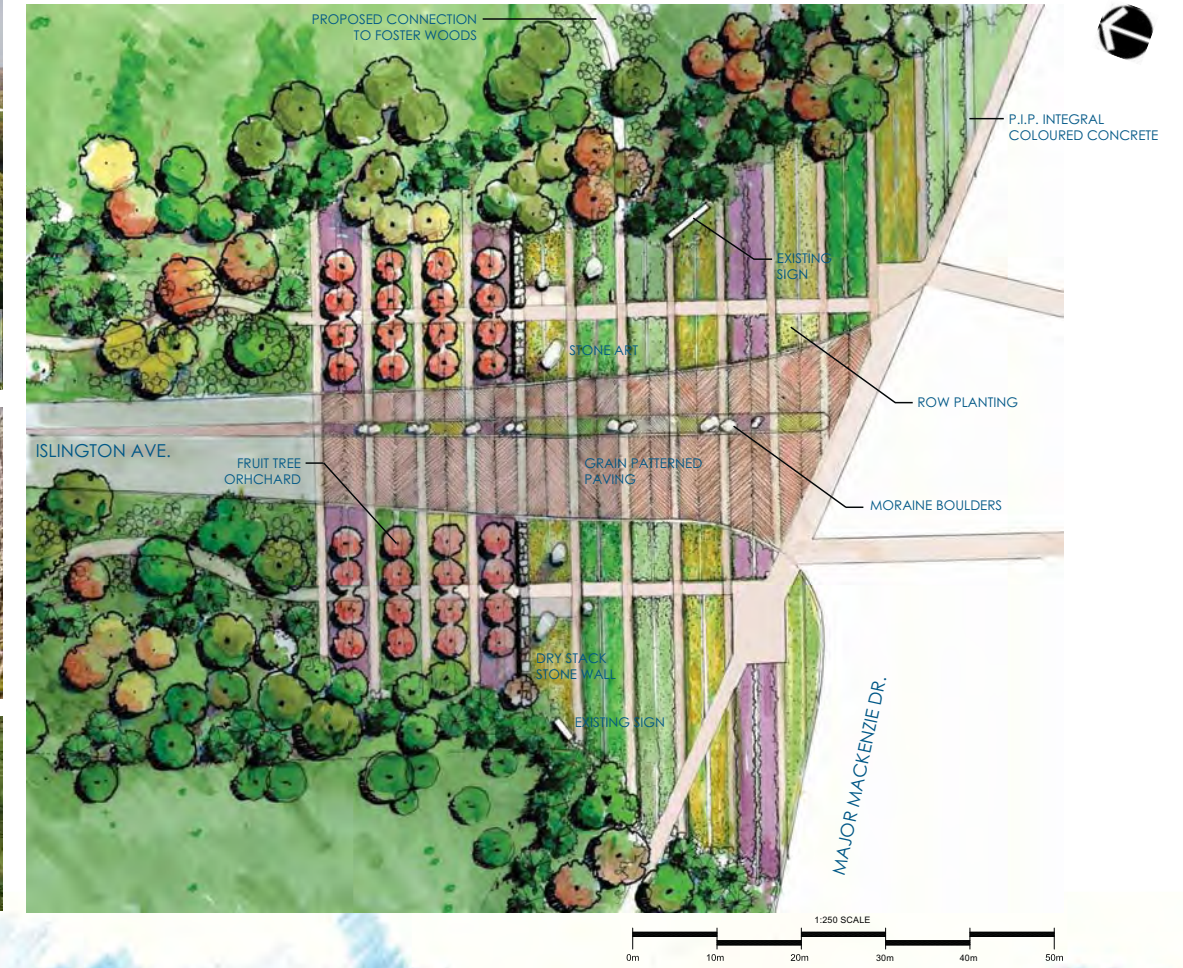 PROPOSED CONNECTION
TO FOSTER WOODS
P.I.P. INTEGRAL
COLOURED CONCRETE
EXISTING
SIGN
STONE ART
ROW PLANTING
ISLINGTON AVE.
FRUIT TREE
ORHCHARD
GRAIN PATTERNED
PAVING
MORAINE BOULDERS
DRY STACK
STONE WALL
EXISTING SIGN
MAJOR MACKENZIE DR.
1:250 SCALE
0m 10m 20m 30m 40m 50m